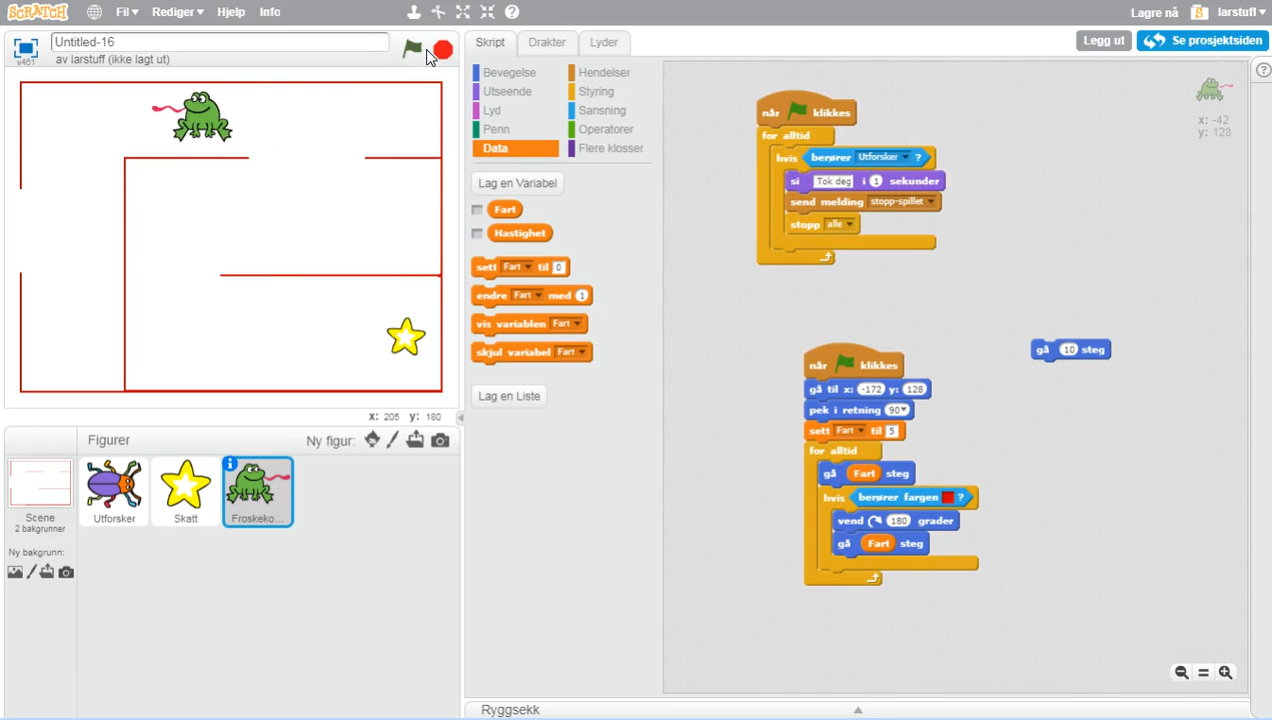 SCRATCH Fil Rediger Hjelp Info Lagre nå larstufl
v461
Untitled-16
av larstuff (ikke lagt ut)
Skript Drakter Lyder
Legg ut Se prosjektsiden
Bevegelse Hendelser
Utseende Styring
Lyd Sansning
Penn Operatorer
Data Flere klosser
Lag en Variabel
Fart
Hastighet
sett Fart til 0
endre Fart med 1
vis variablen Fart
skjul variabel Fart
Lag en Liste
når klikkes
for alltid
hvis berører Utforsker ?
si Tok deg i 1 sekunder
send melding stopp-spillet
stopp alle
x: -42
y: 128
gå 10 steg
når klikkes
gå til x: -172 y: 128
pek i retning 90
sett Fart til 5
for alltid
gå Fart steg
hvis berører fargen ?
vend 180 grader
gå Fart steg
x: 205 y: 180
Figurer Ny figur:
Scene
2 bakgrunner
Ny bakgrunn:
Utforsker Skatt Froskeko...
Ryggsekk